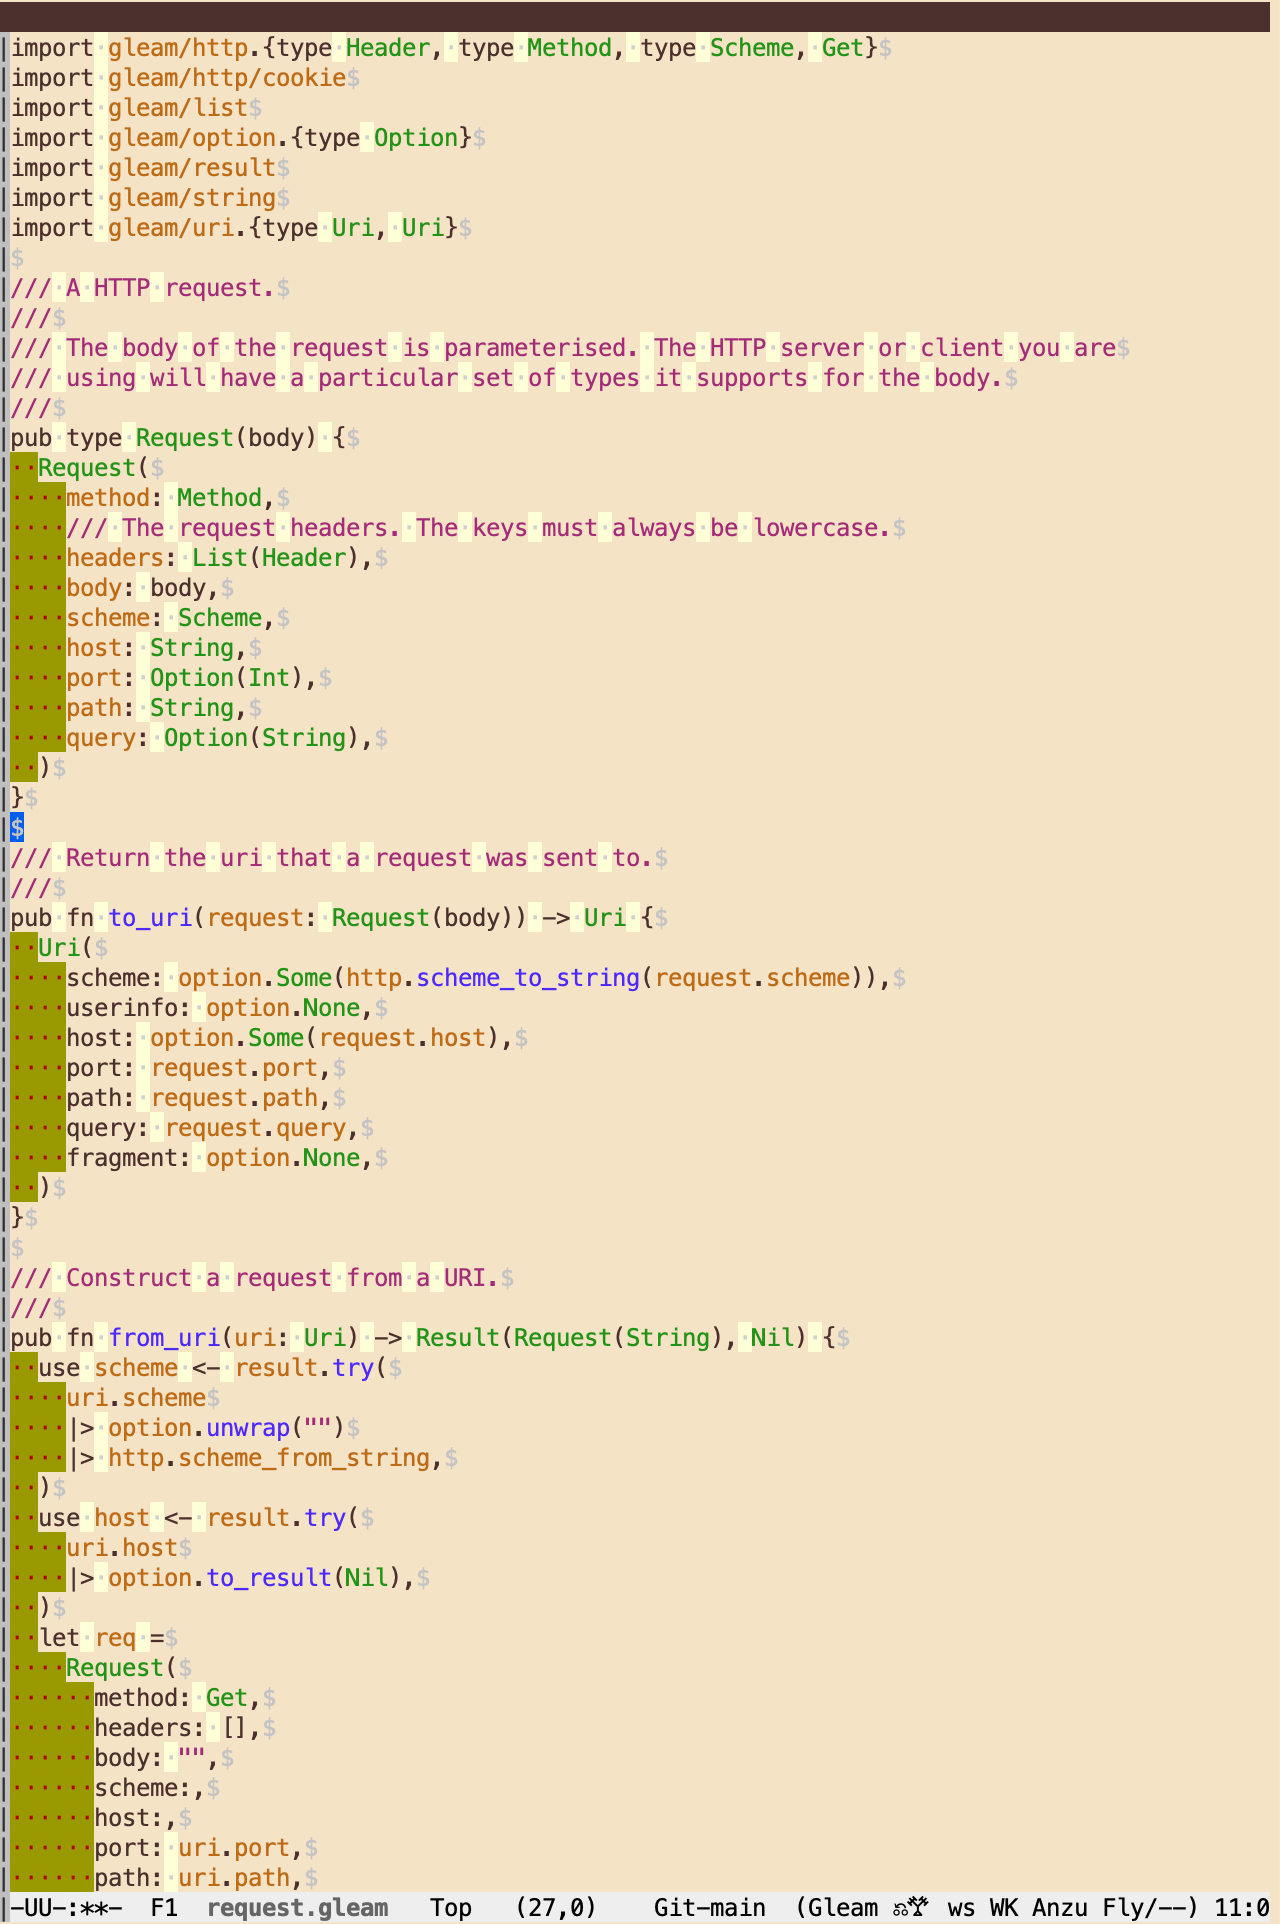 import·gleam/http.{type·Header,·type·Method,·type·Scheme,·Get}$
import·gleam/http/cookie$
import·gleam/list$
import·gleam/option.{type·Option}$
import·gleam/result$
import·gleam/string$
import·gleam/uri.{type·Uri,·Uri}$
$
///·A·HTTP·request.$
///$
///·The·body·of·the·request·is·parameterised.·The·HTTP·server·or·client·you·are$
///·using·will·have·a·particular·set·of·types·it·supports·for·the·body.$
///$
pub·type·Request(body)·{$
··Request($
····method:·Method,$
····///·The·request·headers.·The·keys·must·always·be·lowercase.$
····headers:·List(Header),$
····body:·body,$
····scheme:·Scheme,$
····host:·String,$
····port:·Option(Int),$
····path:·String,$
····query:·Option(String),$
··)$
}$
$
///·Return·the·uri·that·a·request·was·sent·to.$
///$
pub·fn·to_uri(request:·Request(body))·->·Uri·{$
··Uri($
····scheme:·option.Some(http.scheme_to_string(request.scheme)),$
····userinfo:·option.None,$
····host:·option.Some(request.host),$
····port:·request.port,$
····path:·request.path,$
····query:·request.query,$
····fragment:·option.None,$
··)$
}$
$
///·Construct·a·request·from·a·URI.$
///$
pub·fn·from_uri(uri:·Uri)·->·Result(Request(String),·Nil)·{$
··use·scheme·<-·result.try($
····uri.scheme$
····|>·option.unwrap("")$
····|>·http.scheme_from_string,$
··)$
··use·host·<-·result.try($
····uri.host$
····|>·option.to_result(Nil),$
··)$
··let·req·=$
····Request($
······method:·Get,$
······headers:·[],$
······body:·"",$
······scheme:,$
······host:,$
······port:·uri.port,$
······path:·uri.path,$
-UU-:**-  F1  request.gleam   Top   (27,0)    Git-main  (Gleam ws WK Anzu Fly/--) 11:0